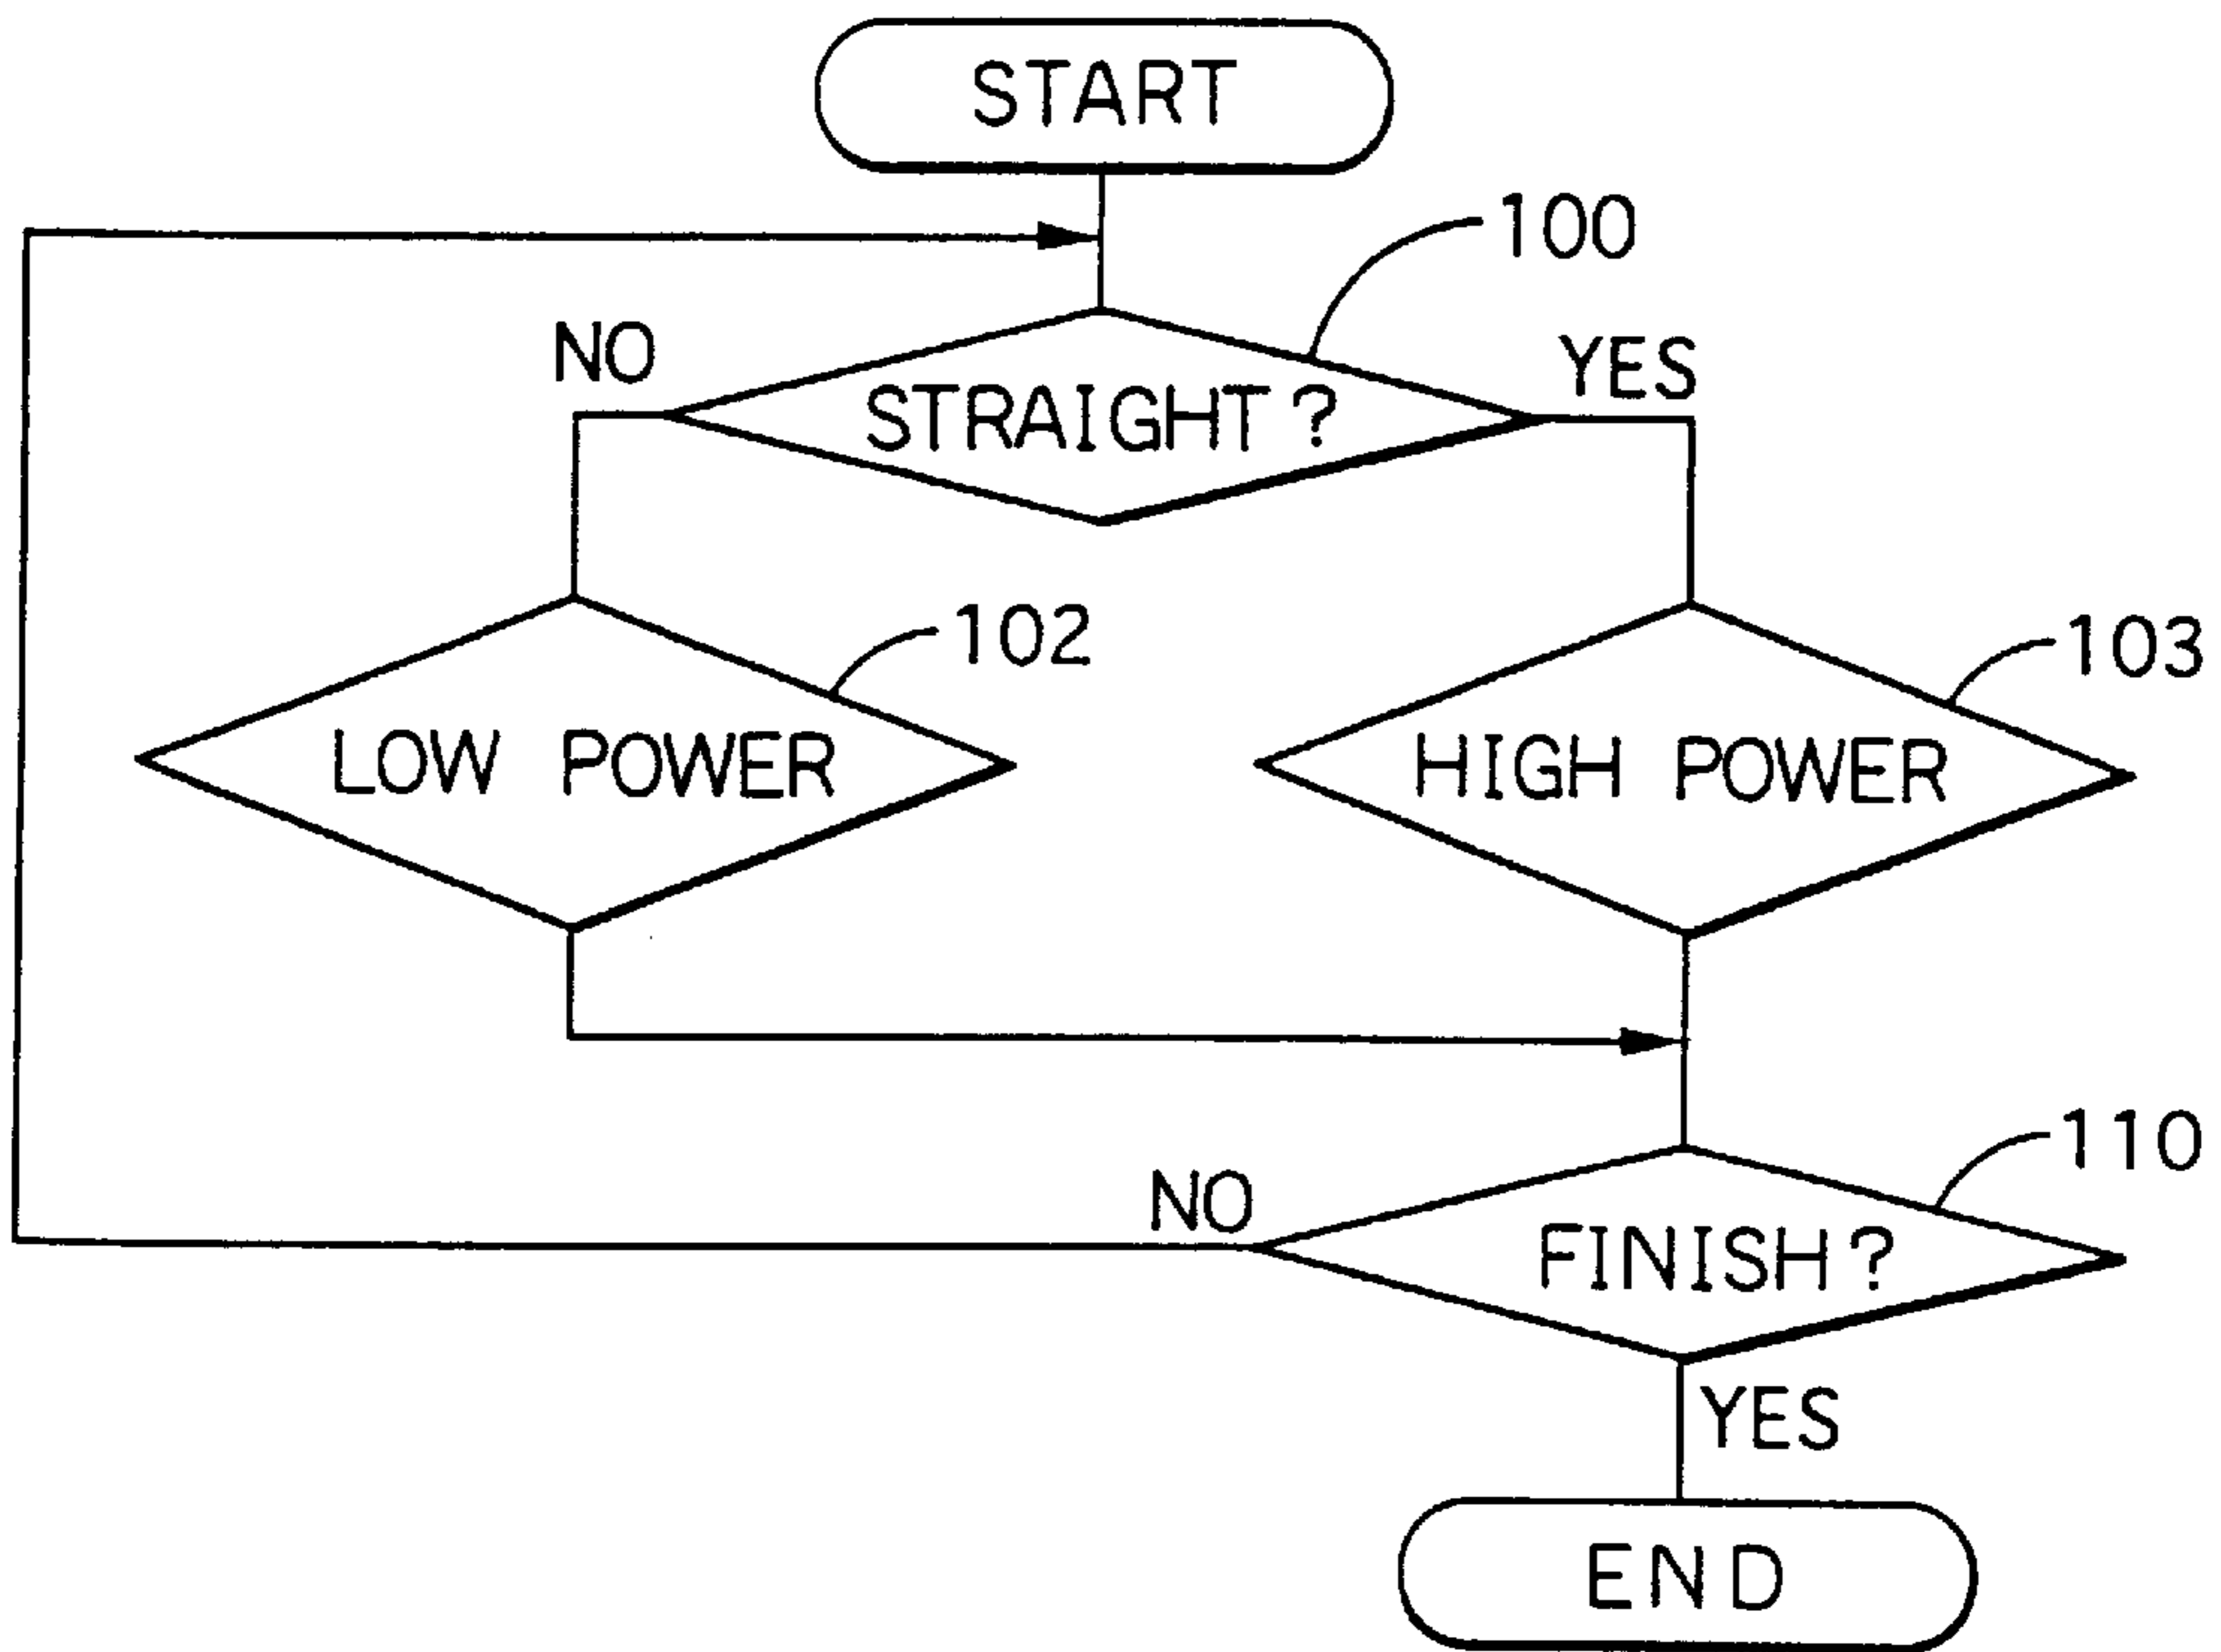 START
100
NO
YES
STRAIGHT?
102
103
LOW POWER
HIGH POWER
110
NO
FINISH?
YES
END